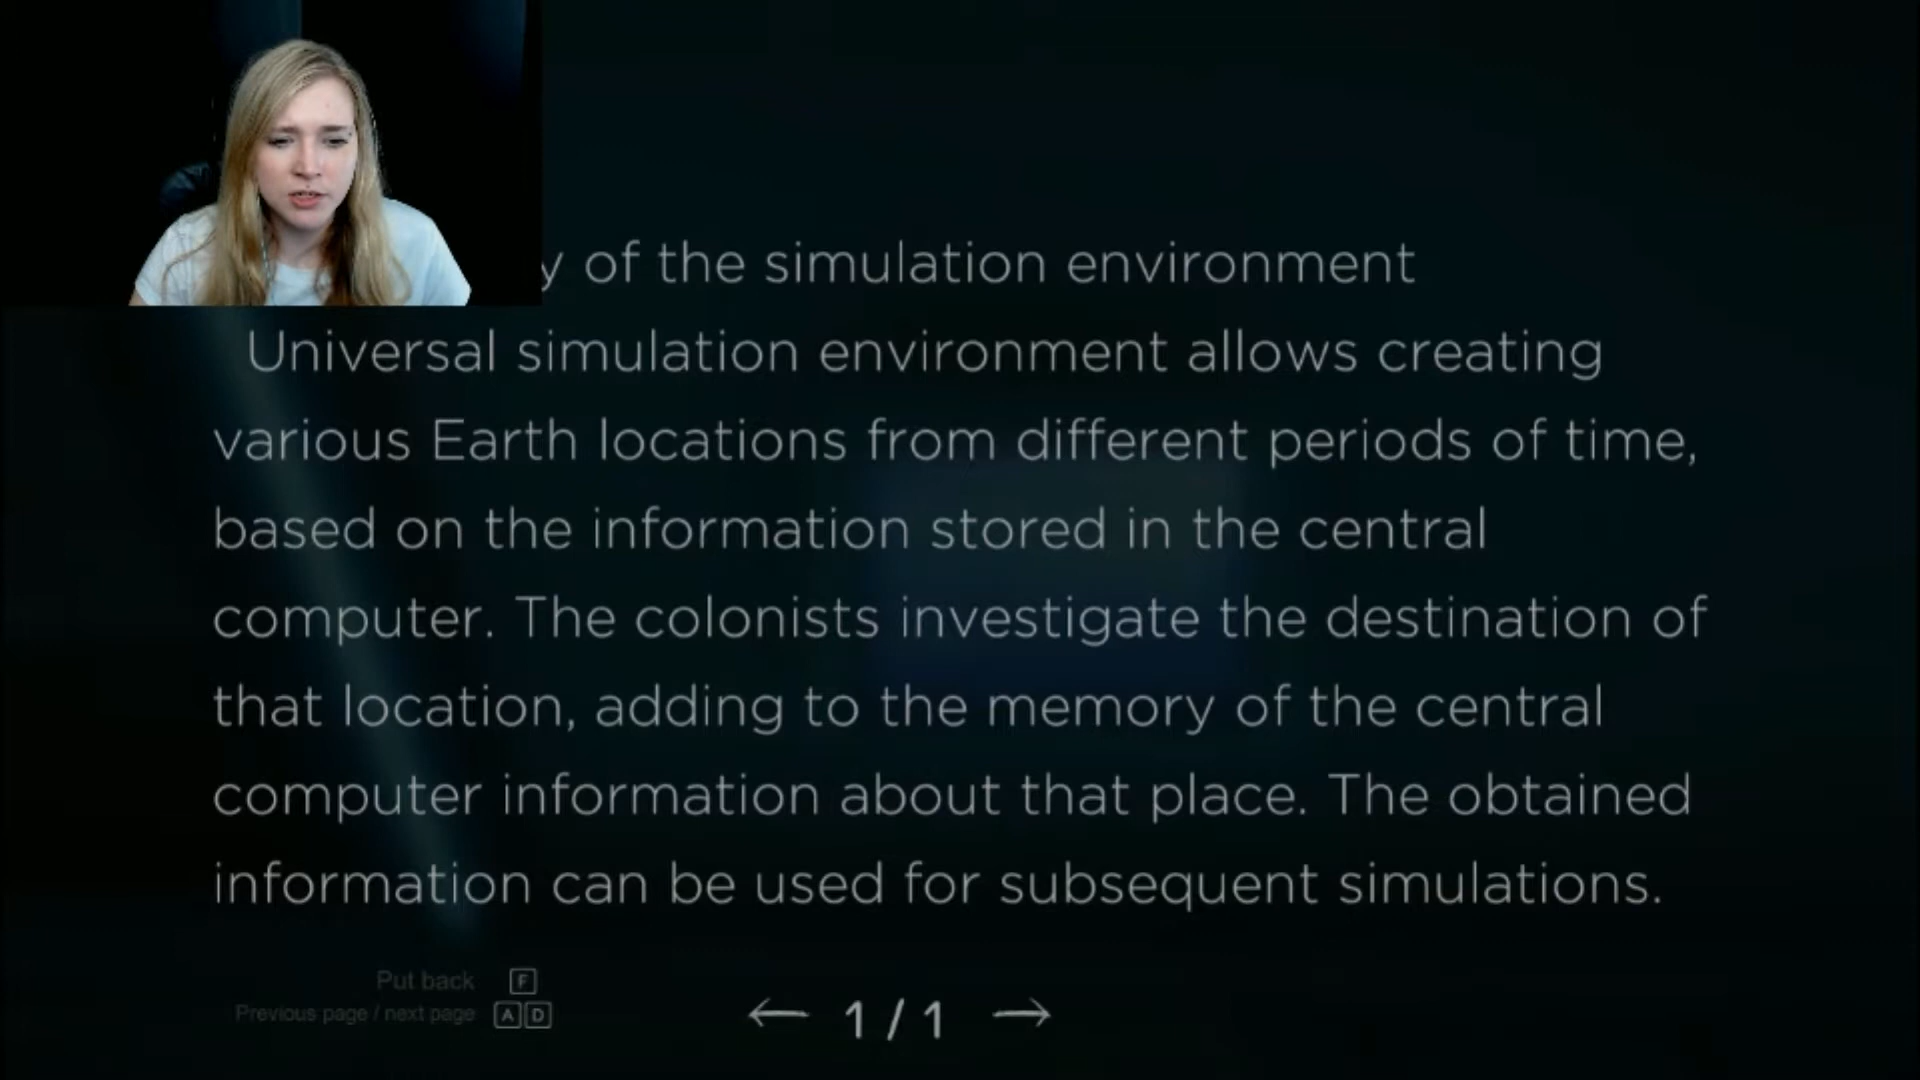 y of the simulation environment
Universal simulation environment allows creating
various Earth locations from different periods of time,
based on the information stored in the central
computer. The colonists investigate the destination of
that location, adding to the memory of the central
computer information about that place. The obtained
information can be used for subsequent simulations.
Put back F
Previous page / next page A D
← 1 / 1 →